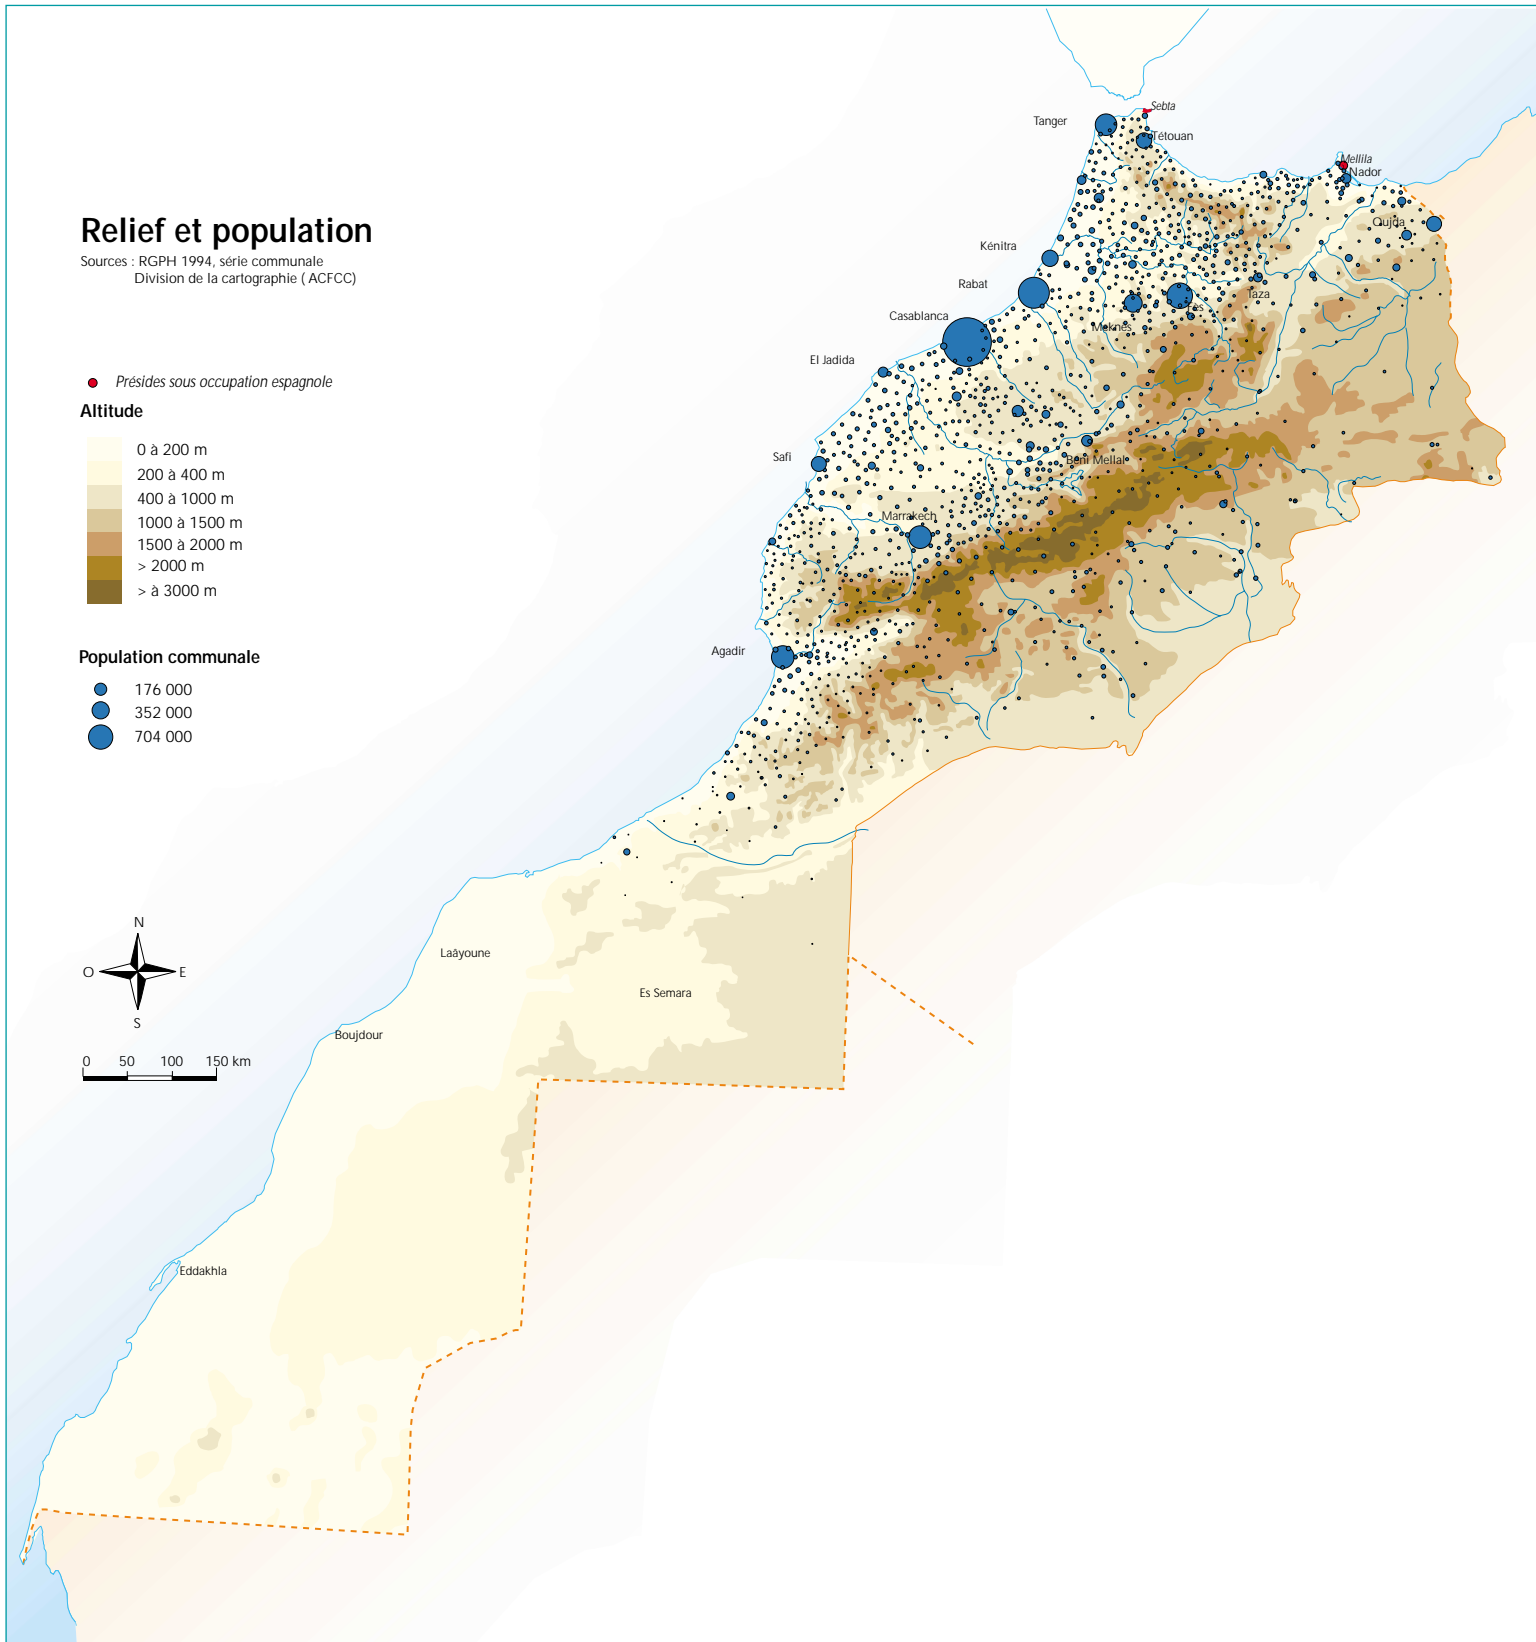 Relief et population
Sources : RGPH 1994, série communale
Division de la cartographie ( ACFCC)
Présides sous occupation espagnole
Altitude
0 à 200 m
200 à 400 m
400 à 1000 m
1000 à 1500 m
1500 à 2000 m
> 2000 m
> à 3000 m
Population communale
176 000
352 000
704 000
N
O
E
S
0 50 100 150 km
Sebta
Tanger
Tétouan
Mellila
Nador
Oujda
Kénitra
Rabat
Taza
Fès
Casablanca
Meknès
El Jadida
Safi
Béni Mellal
Marrakech
Agadir
Laâyoune
Es Semara
Boujdour
Eddakhla